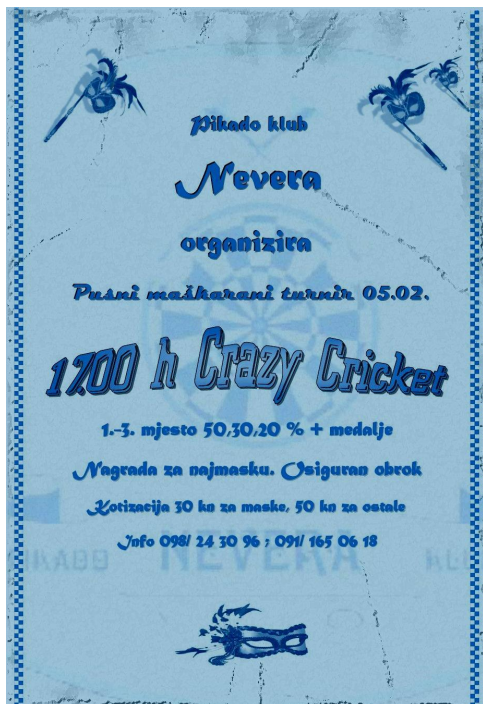 Pikado klub
Nevera
organizira
Pusni maškarani turnir 05.02.
17.00 h Crazy Cricket
1.-3. mjesto 50,30,20 % + medalje
Nagrada za najmasku. Osiguran obrok
Kotizacija 30 kn za maske, 50 kn za ostale
Info 098/ 24 30 96 ; 091/ 165 06 18
NEVERA